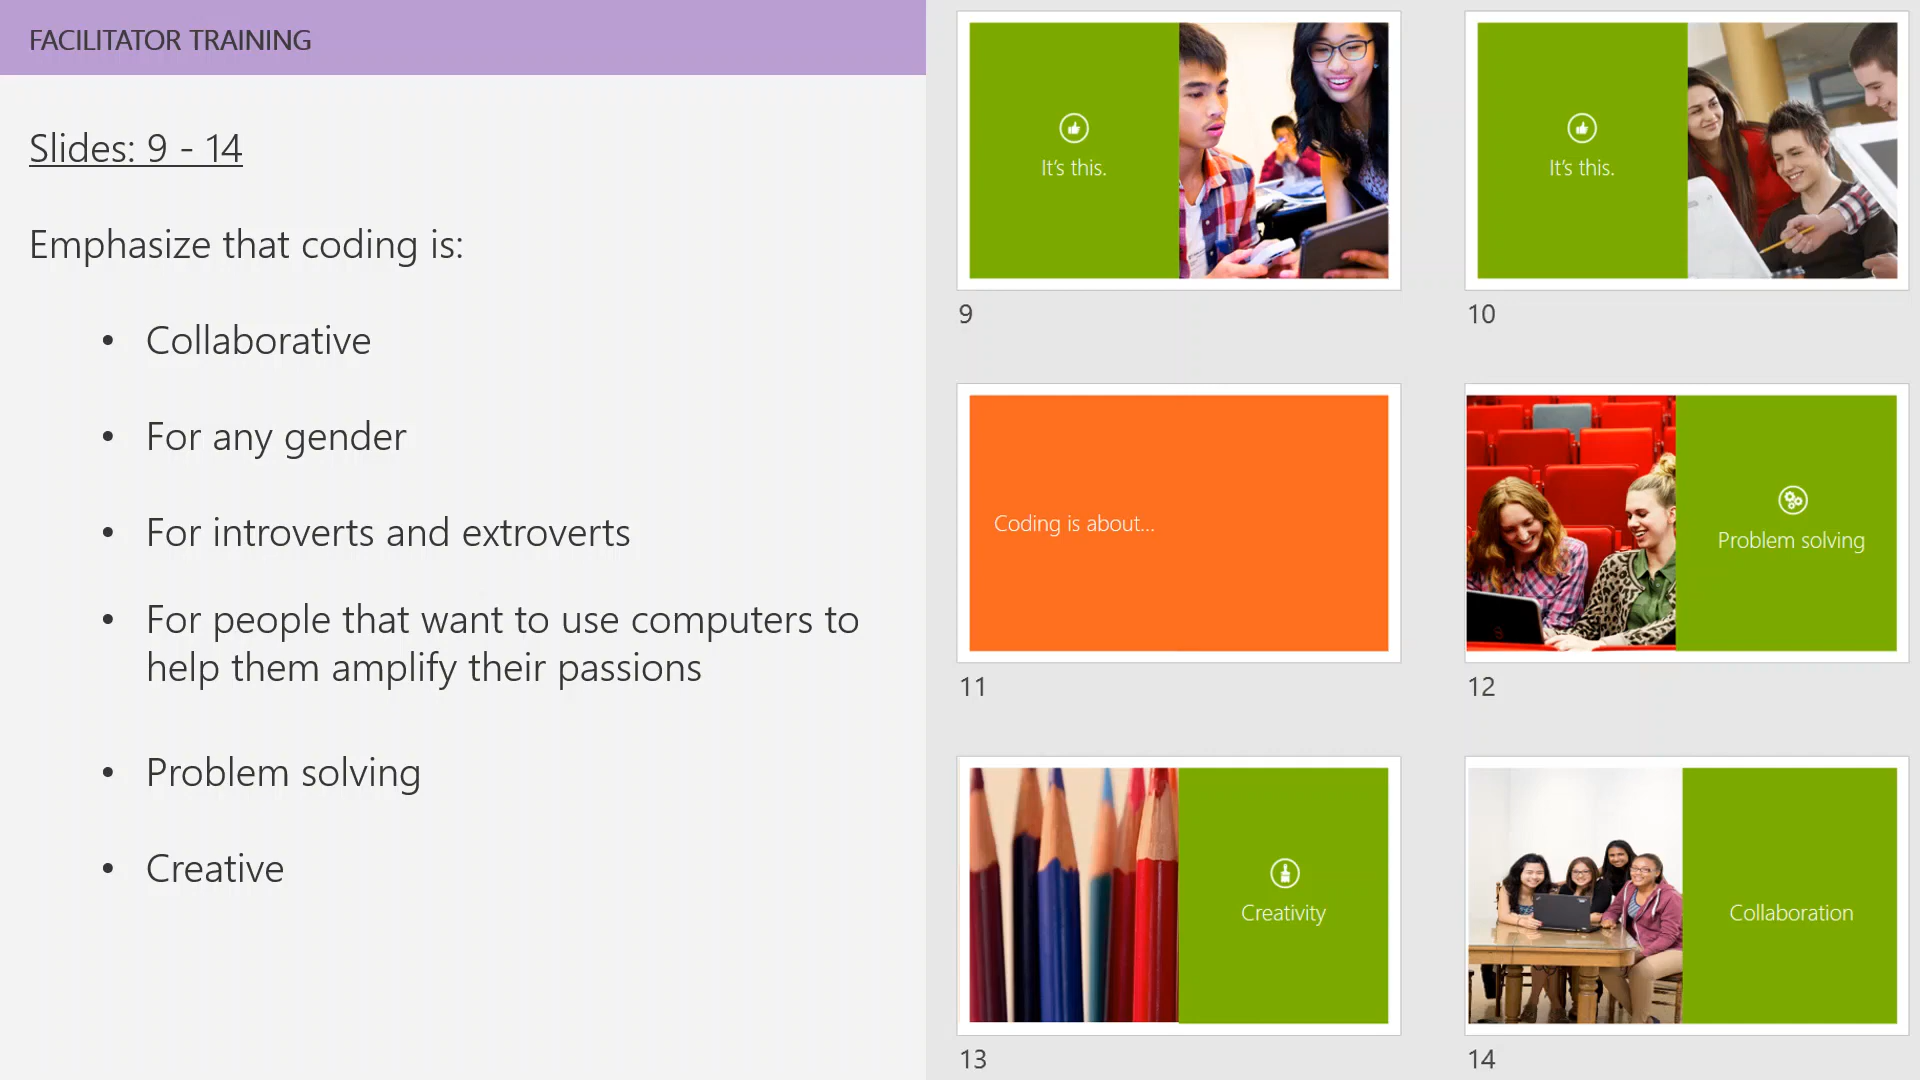 FACILITATOR TRAINING
Slides: 9 - 14
Emphasize that coding is:
• Collaborative
• For any gender
• For introverts and extroverts
• For people that want to use computers to
help them amplify their passions
• Problem solving
• Creative
It's this.
9
It's this.
10
Coding is about...
11
Problem solving
12
Creativity
13
Collaboration
14